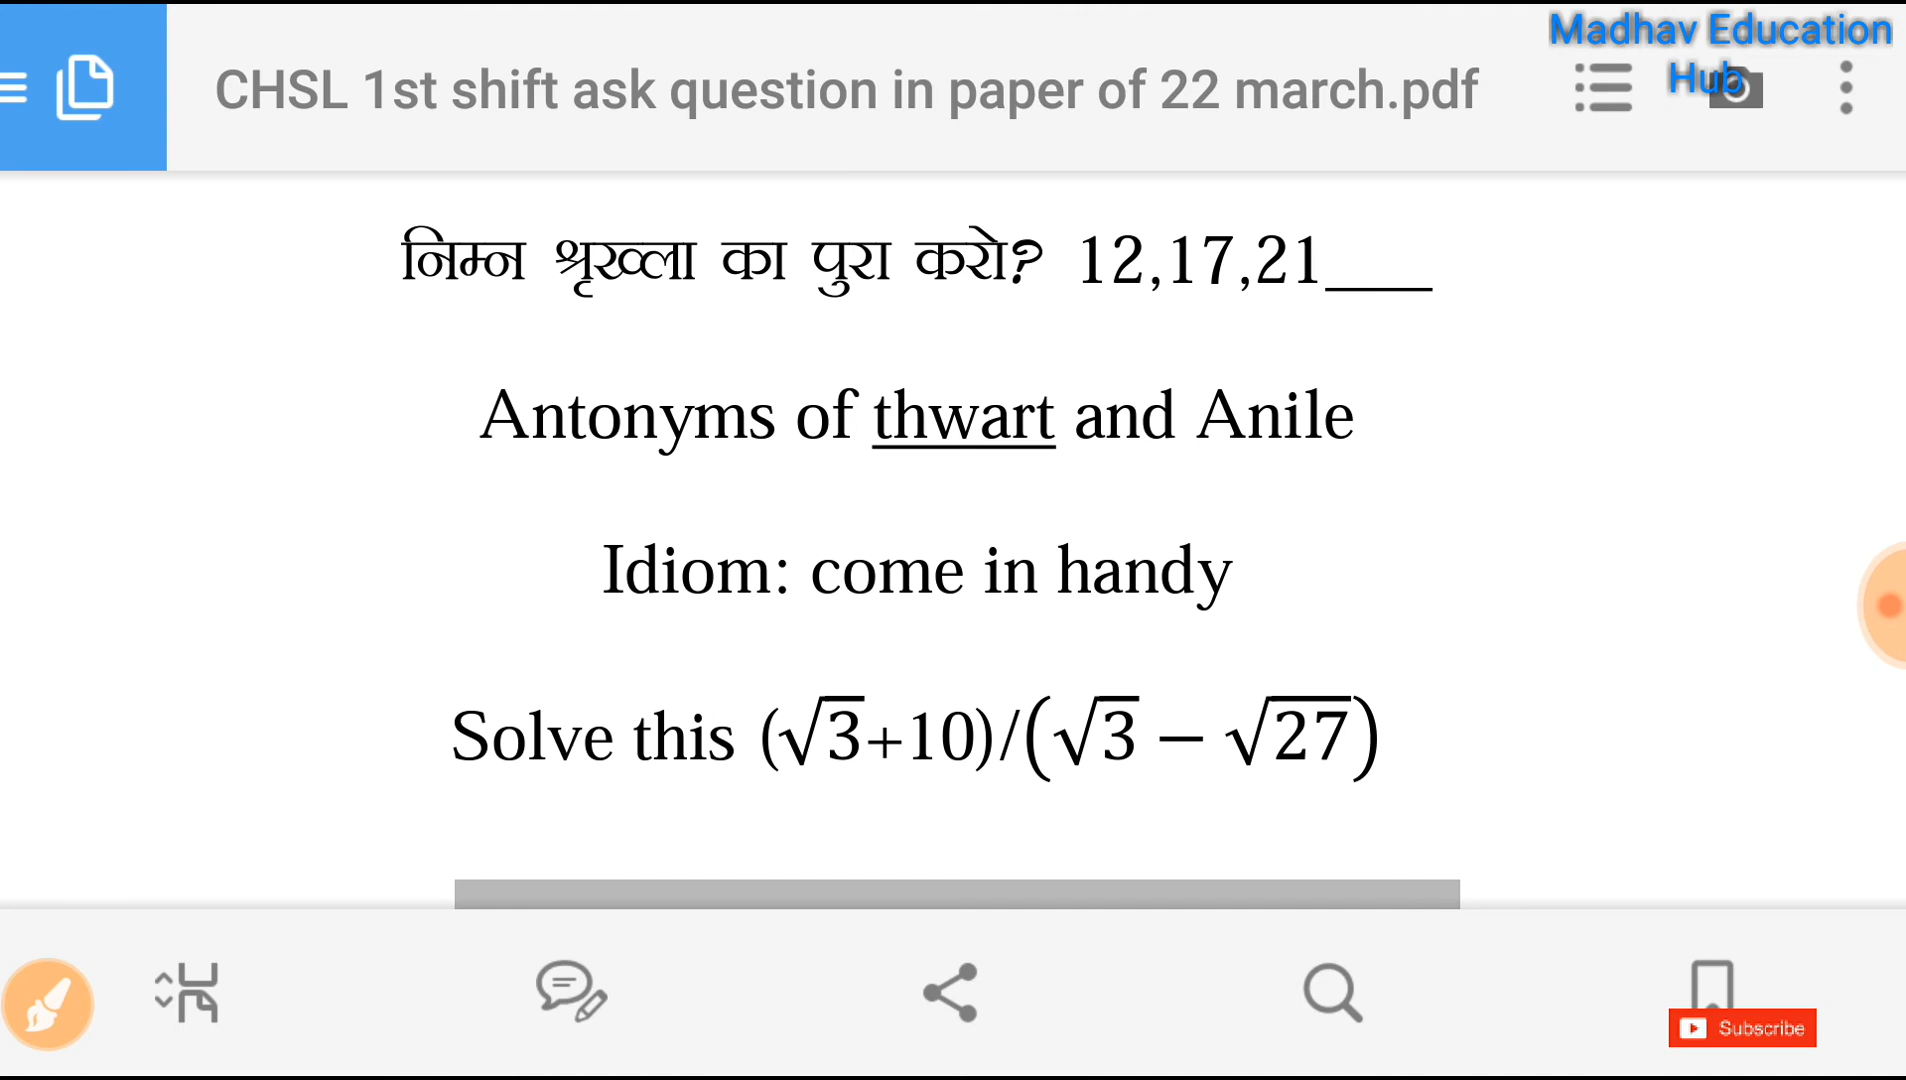 Madhav Education
Hub
CHSL 1st shift ask question in paper of 22 march.pdf
निम्न श्रृख्ला का पुरा करो? 12,17,21____
Antonyms of thwart and Anile
Idiom: come in handy
Solve this (√3+10)/(√3 − √27)
Subscribe